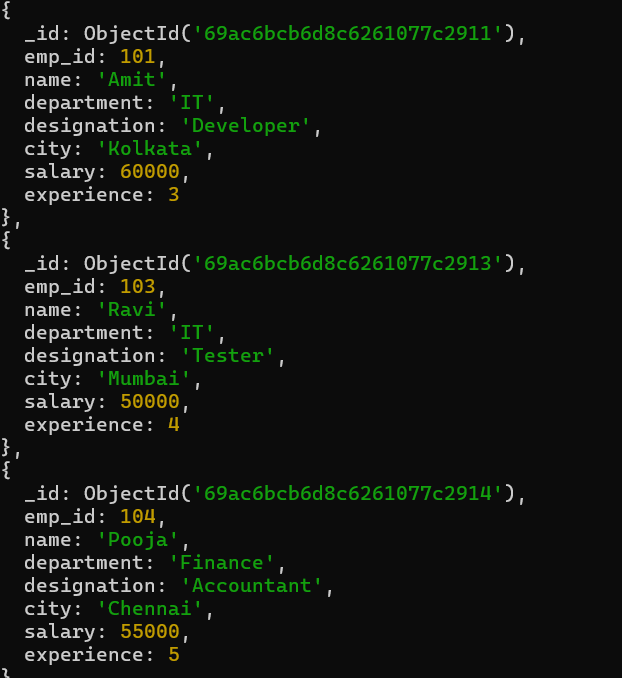 {
  _id: ObjectId('69ac6bcb6d8c6261077c2911'),
  emp_id: 101,
  name: 'Amit',
  department: 'IT',
  designation: 'Developer',
  city: 'Kolkata',
  salary: 60000,
  experience: 3
},
{
  _id: ObjectId('69ac6bcb6d8c6261077c2913'),
  emp_id: 103,
  name: 'Ravi',
  department: 'IT',
  designation: 'Tester',
  city: 'Mumbai',
  salary: 50000,
  experience: 4
},
{
  _id: ObjectId('69ac6bcb6d8c6261077c2914'),
  emp_id: 104,
  name: 'Pooja',
  department: 'Finance',
  designation: 'Accountant',
  city: 'Chennai',
  salary: 55000,
  experience: 5
}